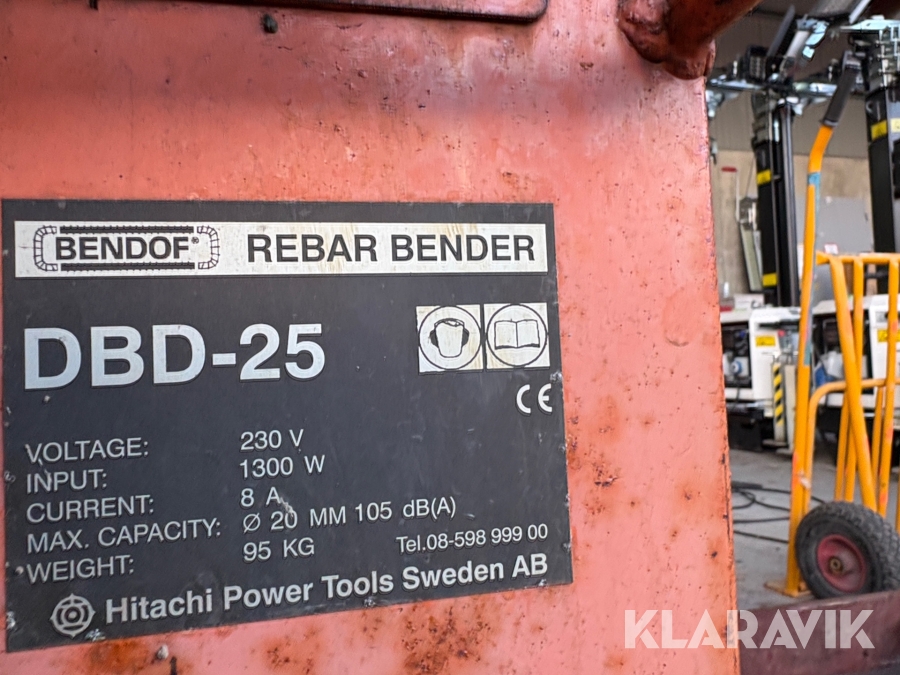 BENDOF® REBAR BENDER
DBD-25
CE
VOLTAGE: 230 V
INPUT: 1300 W
CURRENT: 8 A
MAX. CAPACITY: Ø 20 MM 105 dB(A)
WEIGHT: 95 KG Tel.08-598 999 00
Hitachi Power Tools Sweden AB
KLARAVIK